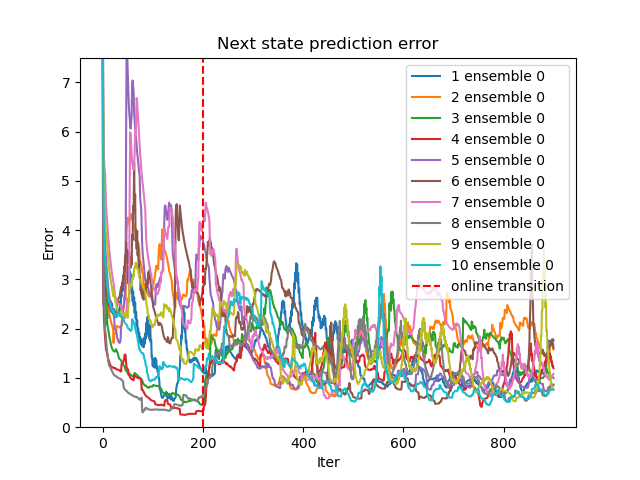 Next state prediction error
7
6
5
4
3
2
1
0
Error
0 200 400 600 800
Iter
1 ensemble 0
2 ensemble 0
3 ensemble 0
4 ensemble 0
5 ensemble 0
6 ensemble 0
7 ensemble 0
8 ensemble 0
9 ensemble 0
10 ensemble 0
online transition